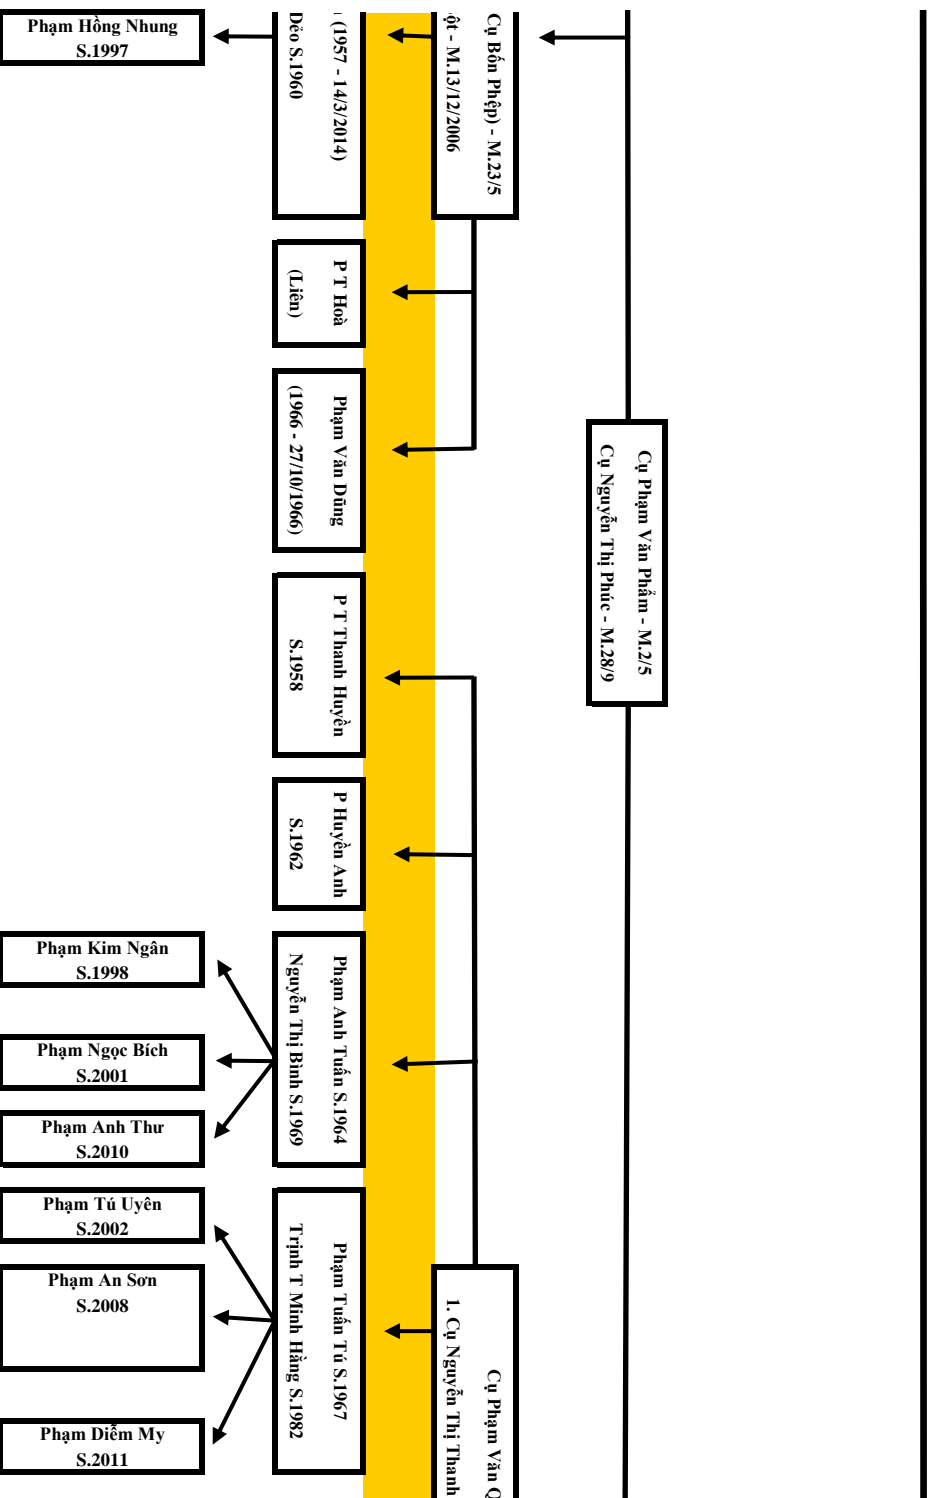 Phạm Hồng Nhung
S.1997
(1957 - 14/3/2014)
Dẻo S.1960
Cụ Bốn Phệp) - M.23/5
ột - M.13/12/2006
P T Hoà
(Liên)
Phạm Văn Dũng
(1966 - 27/10/1966)
Cụ Phạm Văn Phẩm - M.2/5
Cụ Nguyễn Thị Phúc - M.28/9
P T Thanh Huyền
S.1958
P Huyền Anh
S.1962
Phạm Anh Tuấn S.1964
Nguyễn Thị Bình S.1969
Phạm Kim Ngân
S.1998
Phạm Ngọc Bích
S.2001
Phạm Anh Thư
S.2010
Phạm Tuấn Tú S.1967
Trịnh T Minh Hằng S.1982
Phạm Tú Uyên
S.2002
Phạm An Sơn
S.2008
Phạm Diễm My
S.2011
Cụ Phạm Văn Q
1. Cụ Nguyễn Thị Thanh